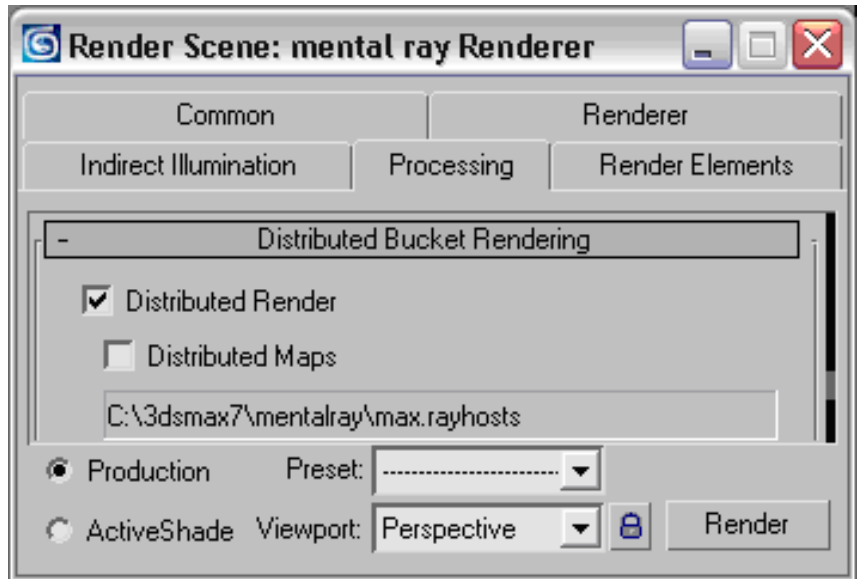 Render Scene: mental ray Renderer
Common Renderer
Indirect Illumination Processing Render Elements
- Distributed Bucket Rendering
Distributed Render
Distributed Maps
C:\3dsmax7\mentalray\max.rayhosts
Production Preset: -----------------------
ActiveShade Viewport: Perspective Render